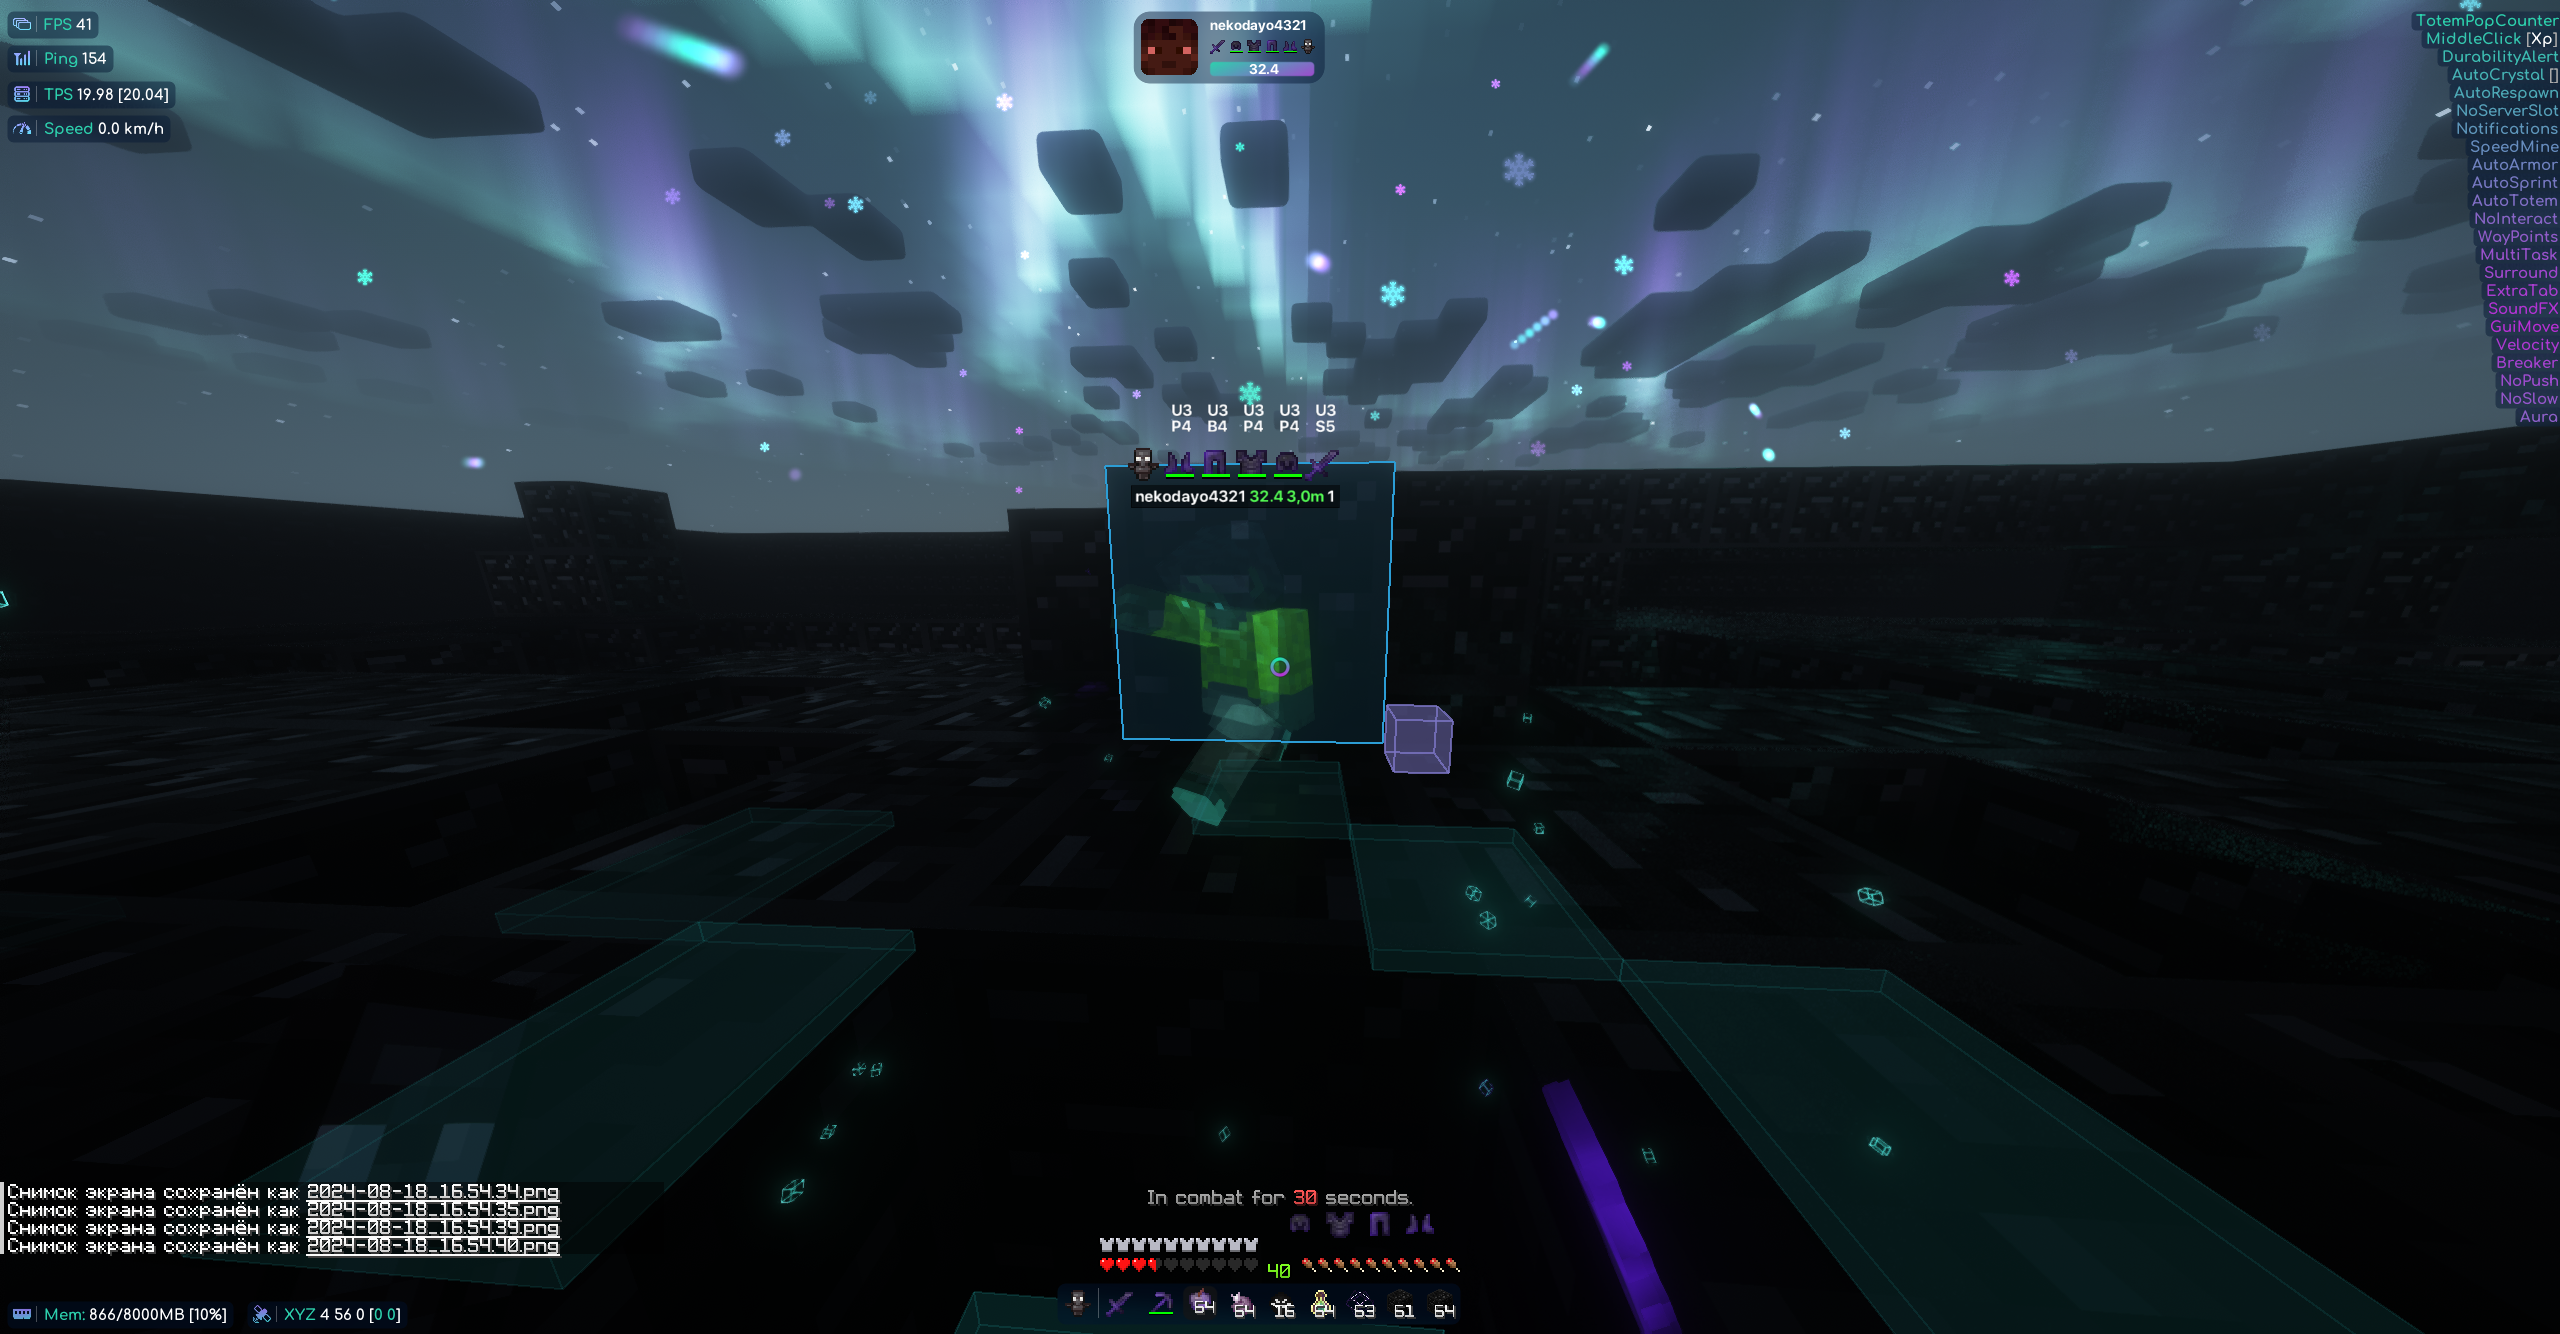 FPS 41
Ping 154
TPS 19.98 [20.04]
Speed 0.0 km/h
nekodayo4321
32.4
TotemPopCounter
MiddleClick [Xp]
DurabilityAlert
AutoCrystal []
AutoRespawn
NoServerSlot
Notifications
SpeedMine
AutoArmor
AutoSprint
AutoTotem
NoInteract
WayPoints
MultiTask
Surround
ExtraTab
SoundFX
GuiMove
Velocity
Breaker
NoPush
NoSlow
Aura
U3 U3 U3 U3 U3
P4 B4 P4 P4 S5
nekodayo4321 32.4 3,0m 1
Снимок экрана сохранён как 2024-08-18_16.54.34.png
Снимок экрана сохранён как 2024-08-18_16.54.35.png
Снимок экрана сохранён как 2024-08-18_16.54.39.png
Снимок экрана сохранён как 2024-08-18_16.54.40.png
In combat for 30 seconds.
40
64 64 16 64 63 61 64
Mem: 866/8000MB [10%]
XYZ 4 56 0 [0 0]